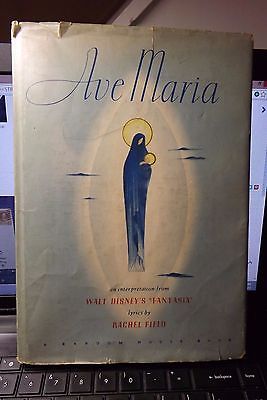 Ave Maria
an interpretation from
WALT DISNEY'S "FANTASIA"
lyrics by
RACHEL FIELD
A RANDOM HOUSE BOOK